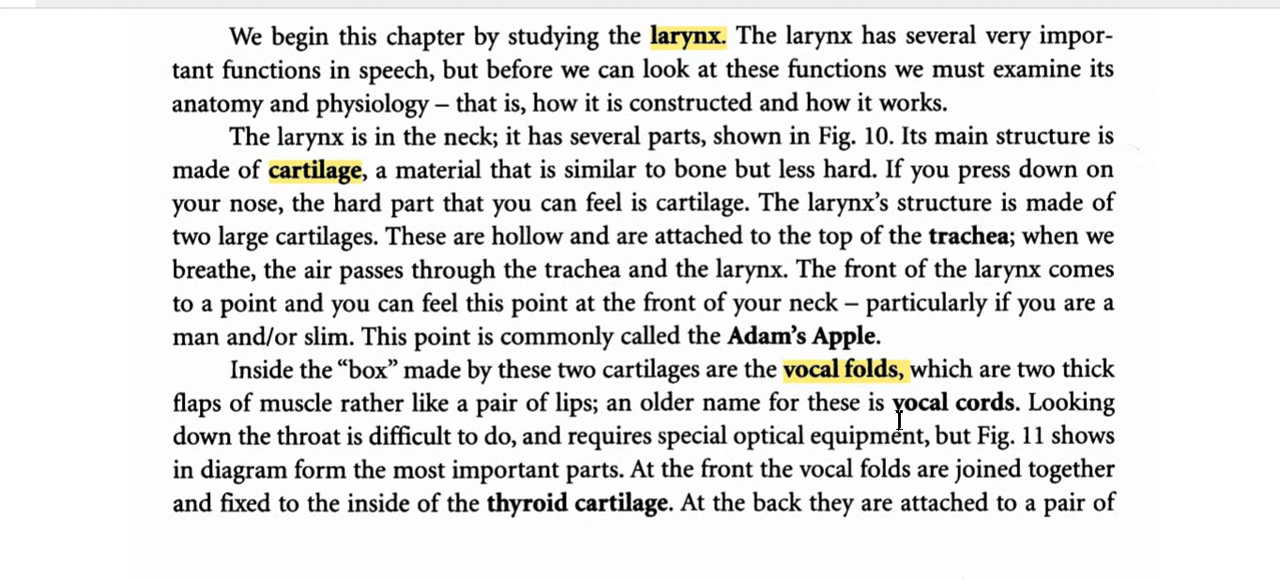 We begin this chapter by studying the larynx. The larynx has several very impor-
tant functions in speech, but before we can look at these functions we must examine its
anatomy and physiology – that is, how it is constructed and how it works.
The larynx is in the neck; it has several parts, shown in Fig. 10. Its main structure is
made of cartilage, a material that is similar to bone but less hard. If you press down on
your nose, the hard part that you can feel is cartilage. The larynx’s structure is made of
two large cartilages. These are hollow and are attached to the top of the trachea; when we
breathe, the air passes through the trachea and the larynx. The front of the larynx comes
to a point and you can feel this point at the front of your neck – particularly if you are a
man and/or slim. This point is commonly called the Adam’s Apple.
Inside the “box” made by these two cartilages are the vocal folds, which are two thick
flaps of muscle rather like a pair of lips; an older name for these is vocal cords. Looking
down the throat is difficult to do, and requires special optical equipment, but Fig. 11 shows
in diagram form the most important parts. At the front the vocal folds are joined together
and fixed to the inside of the thyroid cartilage. At the back they are attached to a pair of